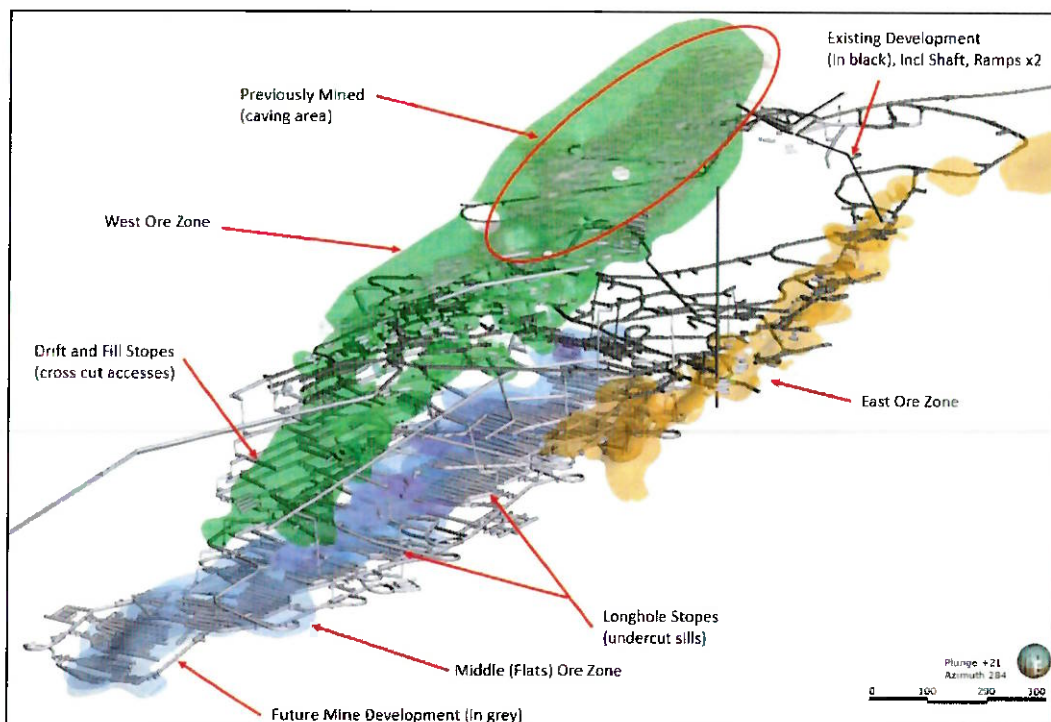 Existing Development
(in black), Incl Shaft, Ramps x2
Previously Mined
(caving area)
West Ore Zone
Drift and Fill Stopes
(cross cut accesses)
East Ore Zone
Longhole Stopes
(undercut sills)
Middle (Flats) Ore Zone
Future Mine Development (in grey)
Plunge +21
Azimuth 284
0 100 290 300